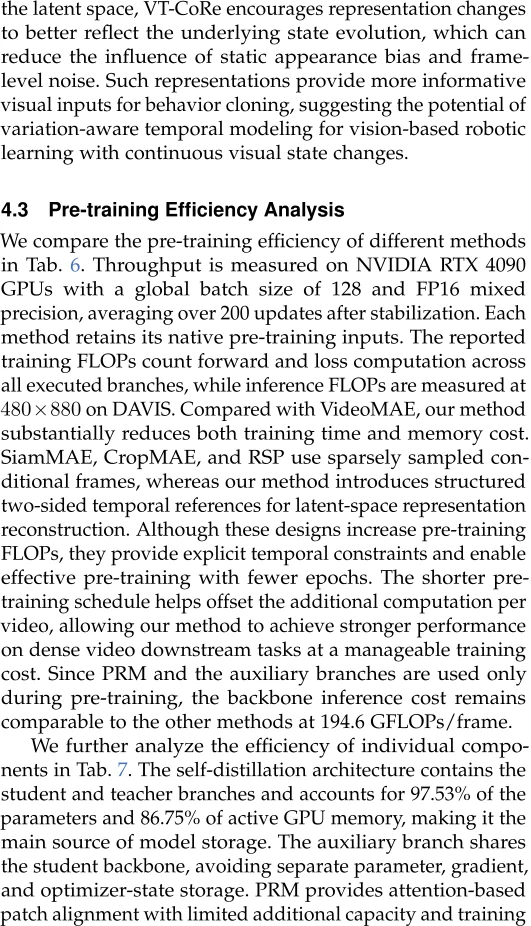 the latent space, VT-CoRe encourages representation changes
to better reflect the underlying state evolution, which can
reduce the influence of static appearance bias and frame-
level noise. Such representations provide more informative
visual inputs for behavior cloning, suggesting the potential of
variation-aware temporal modeling for vision-based robotic
learning with continuous visual state changes.
4.3 Pre-training Efficiency Analysis
We compare the pre-training efficiency of different methods
in Tab. 6. Throughput is measured on NVIDIA RTX 4090
GPUs with a global batch size of 128 and FP16 mixed
precision, averaging over 200 updates after stabilization. Each
method retains its native pre-training inputs. The reported
training FLOPs count forward and loss computation across
all executed branches, while inference FLOPs are measured at
480×880 on DAVIS. Compared with VideoMAE, our method
substantially reduces both training time and memory cost.
SiamMAE, CropMAE, and RSP use sparsely sampled con-
ditional frames, whereas our method introduces structured
two-sided temporal references for latent-space representation
reconstruction. Although these designs increase pre-training
FLOPs, they provide explicit temporal constraints and enable
effective pre-training with fewer epochs. The shorter pre-
training schedule helps offset the additional computation per
video, allowing our method to achieve stronger performance
on dense video downstream tasks at a manageable training
cost. Since PRM and the auxiliary branches are used only
during pre-training, the backbone inference cost remains
comparable to the other methods at 194.6 GFLOPs/frame.
We further analyze the efficiency of individual compo-
nents in Tab. 7. The self-distillation architecture contains the
student and teacher branches and accounts for 97.53% of the
parameters and 86.75% of active GPU memory, making it the
main source of model storage. The auxiliary branch shares
the student backbone, avoiding separate parameter, gradient,
and optimizer-state storage. PRM provides attention-based
patch alignment with limited additional capacity and training